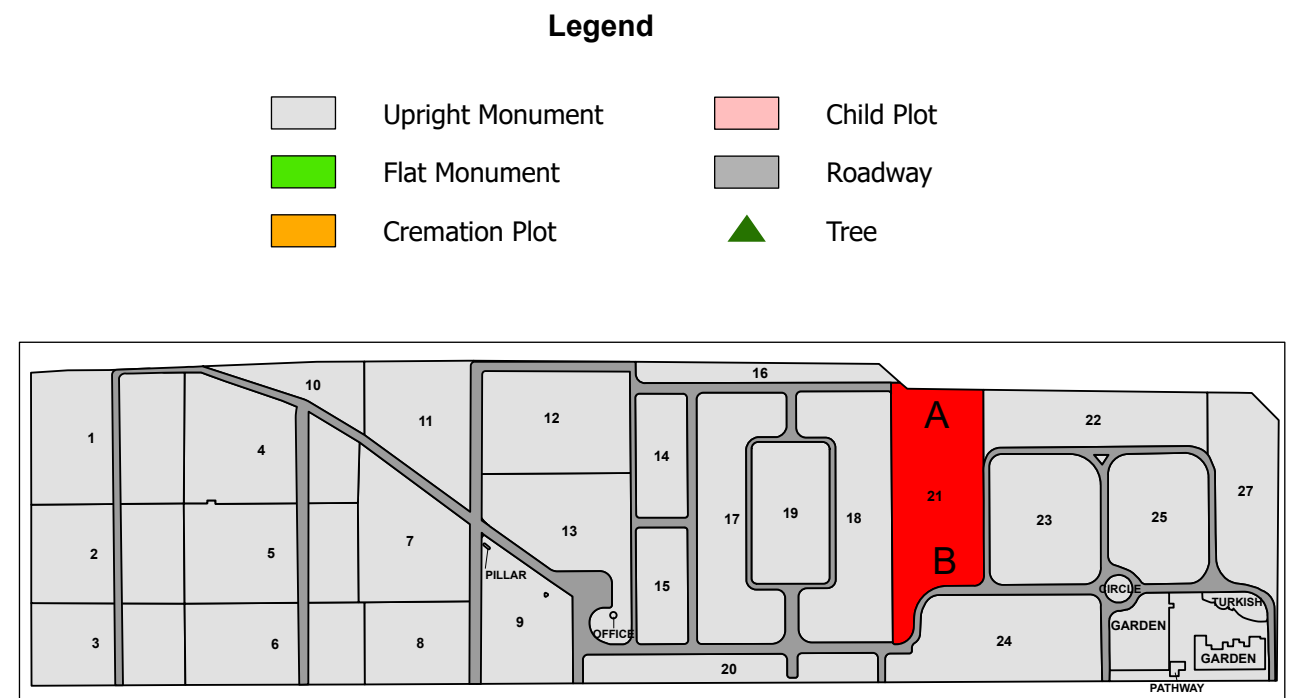 Legend
Upright Monument
Child Plot
Flat Monument
Roadway
Cremation Plot
Tree
16
10
A
11
12
22
1
4
14
21
27
13
17
19
18
23
25
2
5
7
B
PILLAR
15
CIRCLE
TURKISH
9
GARDEN
OFFICE
3
6
8
24
GARDEN
20
PATHWAY